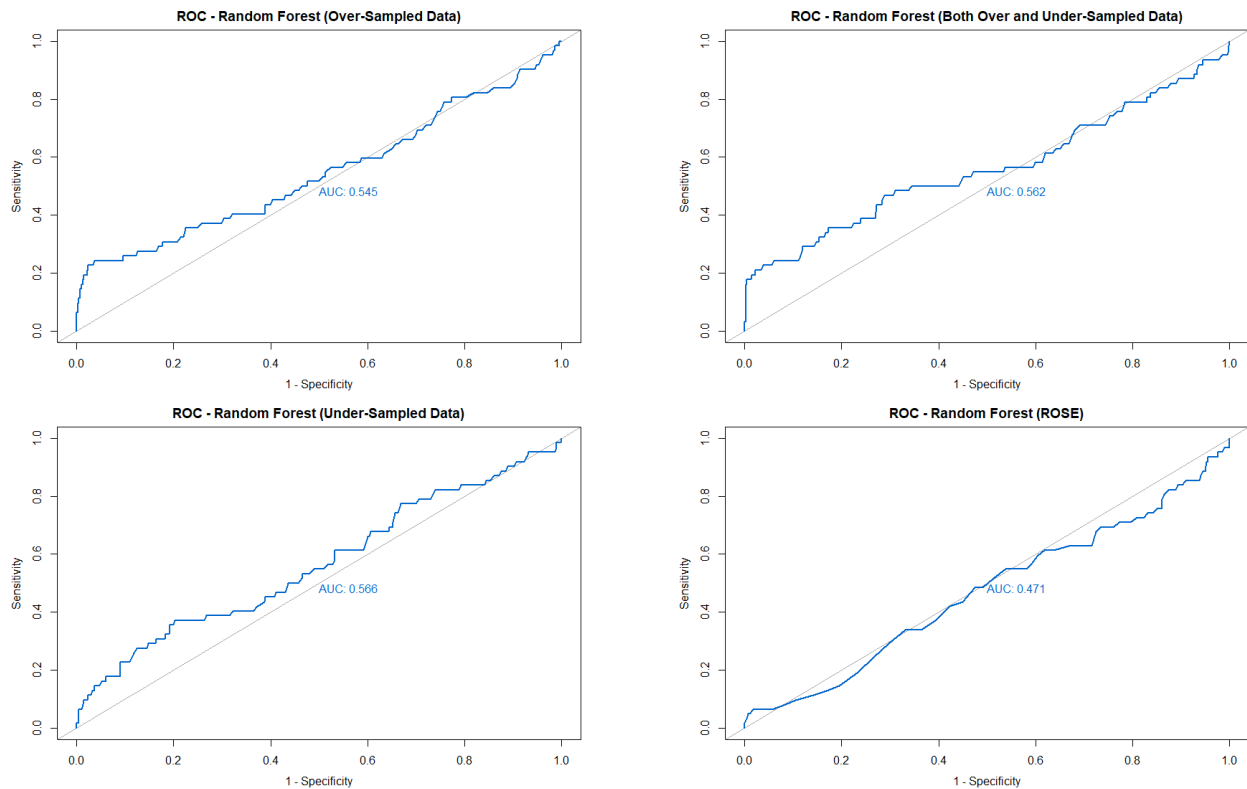 ROC - Random Forest (Over-Sampled Data)
1.0
0.8
0.6
0.4
0.2
0.0
Sensitivity
AUC: 0.545
0.0 0.2 0.4 0.6 0.8 1.0
1 - Specificity
ROC - Random Forest (Both Over and Under-Sampled Data)
1.0
0.8
0.6
0.4
0.2
0.0
Sensitivity
AUC: 0.562
0.0 0.2 0.4 0.6 0.8 1.0
1 - Specificity
ROC - Random Forest (Under-Sampled Data)
1.0
0.8
0.6
0.4
0.2
0.0
Sensitivity
AUC: 0.566
0.0 0.2 0.4 0.6 0.8 1.0
1 - Specificity
ROC - Random Forest (ROSE)
1.0
0.8
0.6
0.4
0.2
0.0
Sensitivity
AUC: 0.471
0.0 0.2 0.4 0.6 0.8 1.0
1 - Specificity